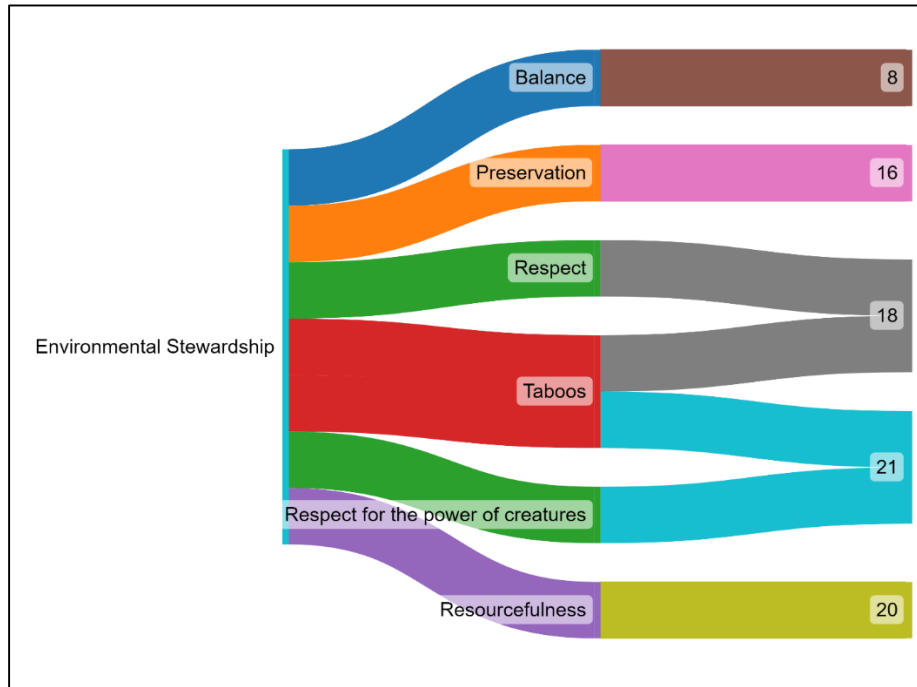 Balance
8
Preservation
16
Respect
18
Environmental Stewardship
Taboos
21
Respect for the power of creatures
Resourcefulness
20